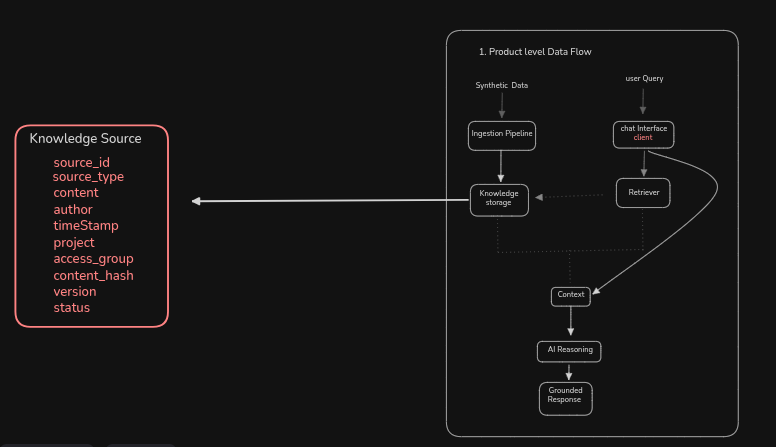 Knowledge Source
source_id
source_type
content
author
timeStamp
project
access_group
content_hash
version
status
1. Product level Data Flow
Synthetic Data
user Query
Ingestion Pipeline
chat Interface
client
Knowledge
storage
Retriever
Context
AI Reasoning
Grounded
Response